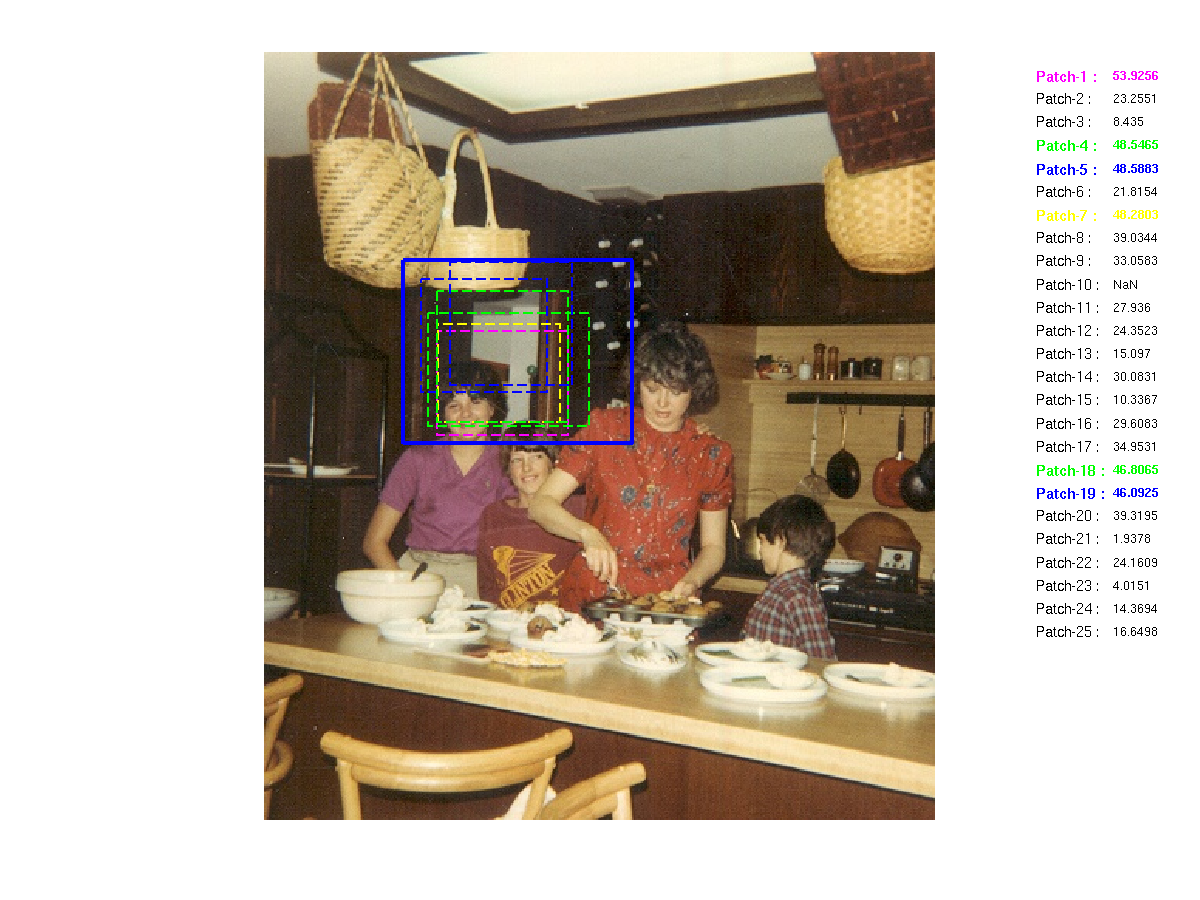 Patch-1 : 53.9256
Patch-2 : 23.2551
Patch-3 : 8.435
Patch-4 : 48.5465
Patch-5 : 48.5883
Patch-6 : 21.8154
Patch-7 : 40.2003
Patch-8 : 39.0344
Patch-9 : 33.0583
Patch-10 : NaN
Patch-11 : 27.936
Patch-12 : 24.3523
Patch-13 : 15.097
Patch-14 : 30.0831
Patch-15 : 10.3367
Patch-16 : 29.6083
Patch-17 : 34.9531
Patch-18 : 46.8065
Patch-19 : 46.0925
Patch-20 : 39.3195
Patch-21 : 1.9378
Patch-22 : 24.1609
Patch-23 : 4.0151
Patch-24 : 14.3694
Patch-25 : 16.6498
CLINTON